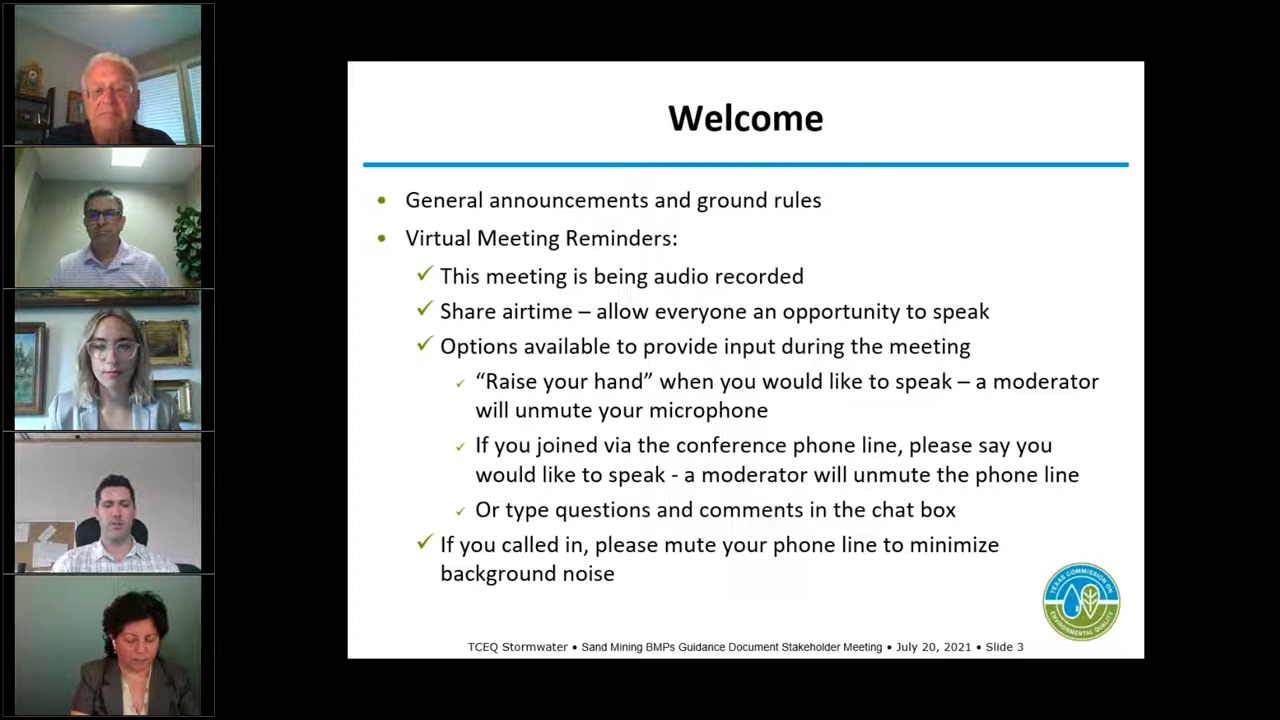 Welcome
• General announcements and ground rules
• Virtual Meeting Reminders:
✓ This meeting is being audio recorded
✓ Share airtime – allow everyone an opportunity to speak
✓ Options available to provide input during the meeting
✓ “Raise your hand” when you would like to speak – a moderator
will unmute your microphone
✓ If you joined via the conference phone line, please say you
would like to speak - a moderator will unmute the phone line
✓ Or type questions and comments in the chat box
✓ If you called in, please mute your phone line to minimize
background noise
TEXAS COMMISSION ON
ENVIRONMENTAL QUALITY
TCEQ Stormwater • Sand Mining BMPs Guidance Document Stakeholder Meeting • July 20, 2021 • Slide 3